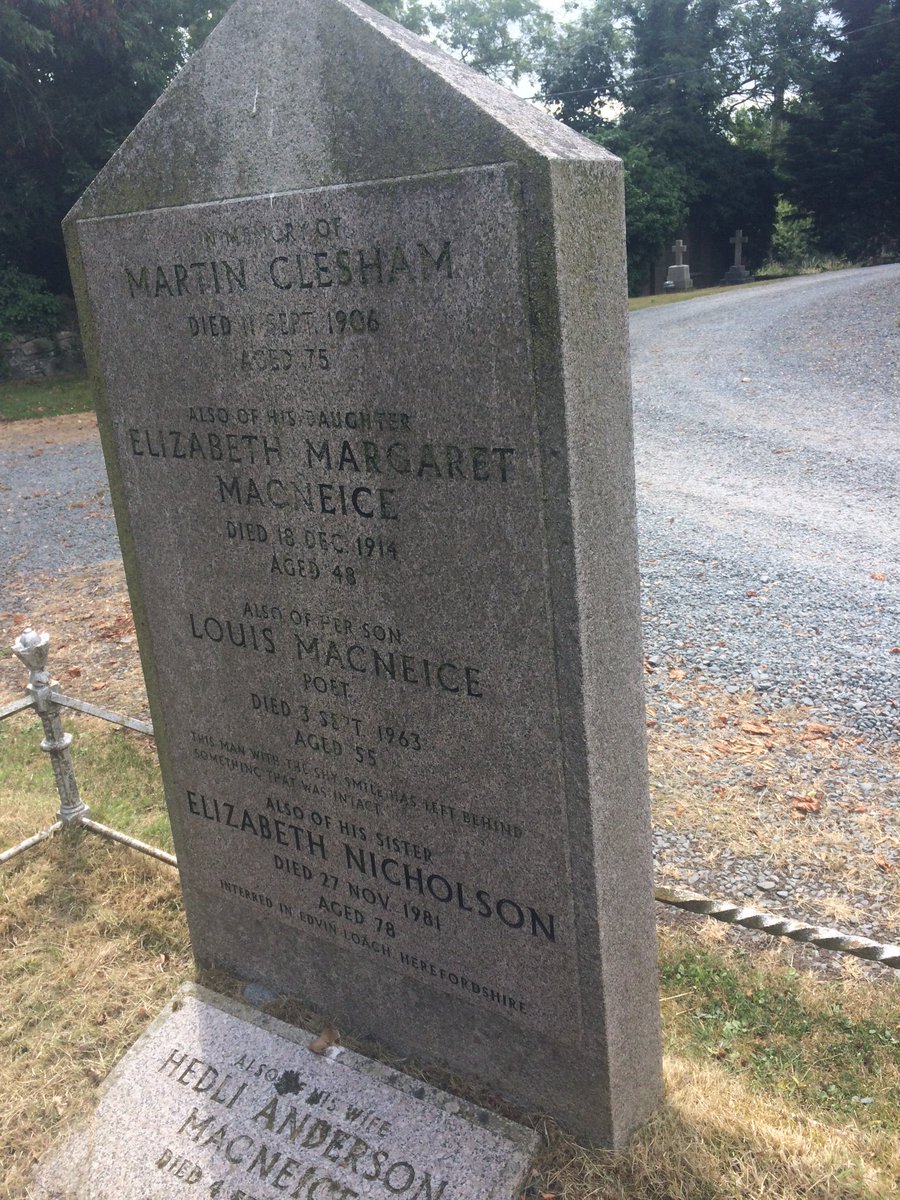 IN MEMORY OF
MARTIN CLESHAM
DIED 11 SEPT. 1906
AGED 75
ALSO OF HIS DAUGHTER
ELIZABETH MARGARET
MACNEICE
DIED 18 DEC. 1914
AGED 48
ALSO OF HER SON
LOUIS MACNEICE
POET
DIED 3 SEPT. 1963
AGED 55
THIS MAN WITH THE SHY SMILE HAS LEFT BEHIND
SOMETHING THAT WAS INTACT
ALSO OF HIS SISTER
ELIZABETH NICHOLSON
DIED 27 NOV. 1981
AGED 78
INTERRED IN EDVIN LOACH HEREFORDSHIRE
ALSO OF HIS WIFE
HEDLI ANDERSON
MACNEICE
DIED 4